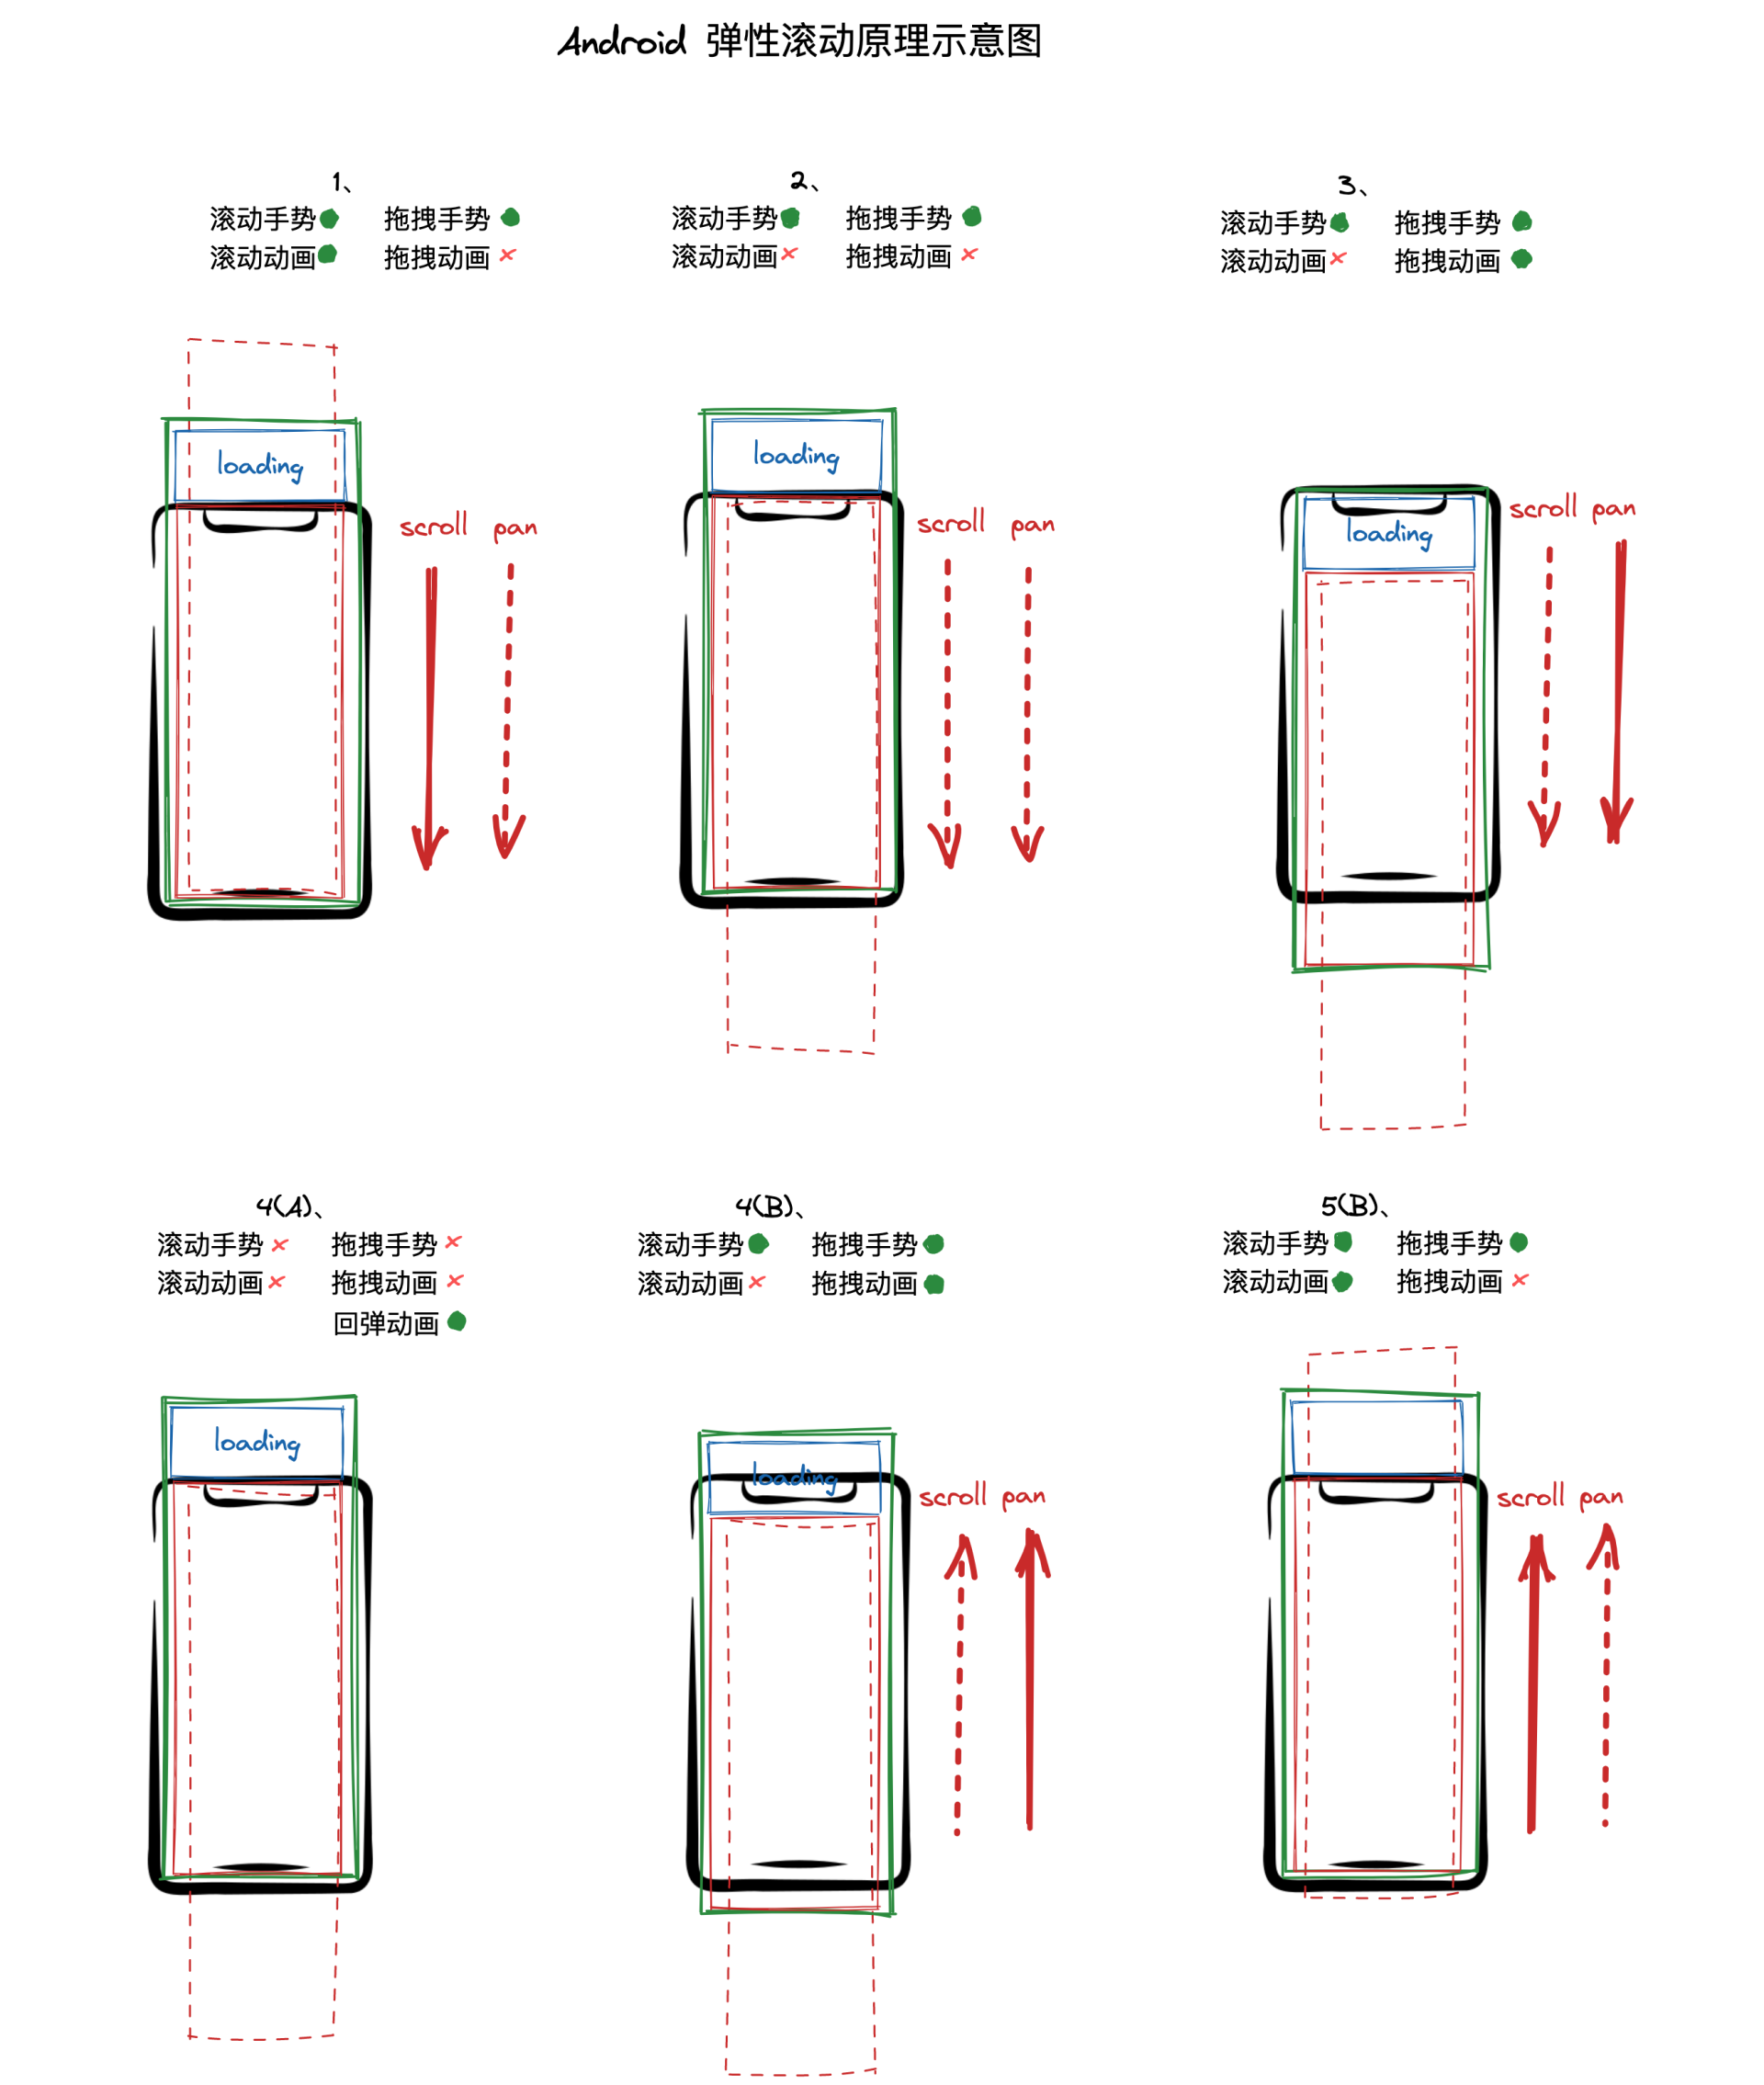 Android 弹性滚动原理示意图
1、
滚动手势 拖拽手势
滚动动画 拖拽动画
loading
scroll pan
2、
滚动手势 拖拽手势
滚动动画 拖拽动画
loading
scroll pan
3、
滚动手势 拖拽手势
滚动动画 拖拽动画
loading
scroll pan
4(A)、
滚动手势 拖拽手势
滚动动画 拖拽动画
回弹动画
loading
4(B)、
滚动手势 拖拽手势
滚动动画 拖拽动画
loading
scroll pan
5(B)、
滚动手势 拖拽手势
滚动动画 拖拽动画
scroll pan